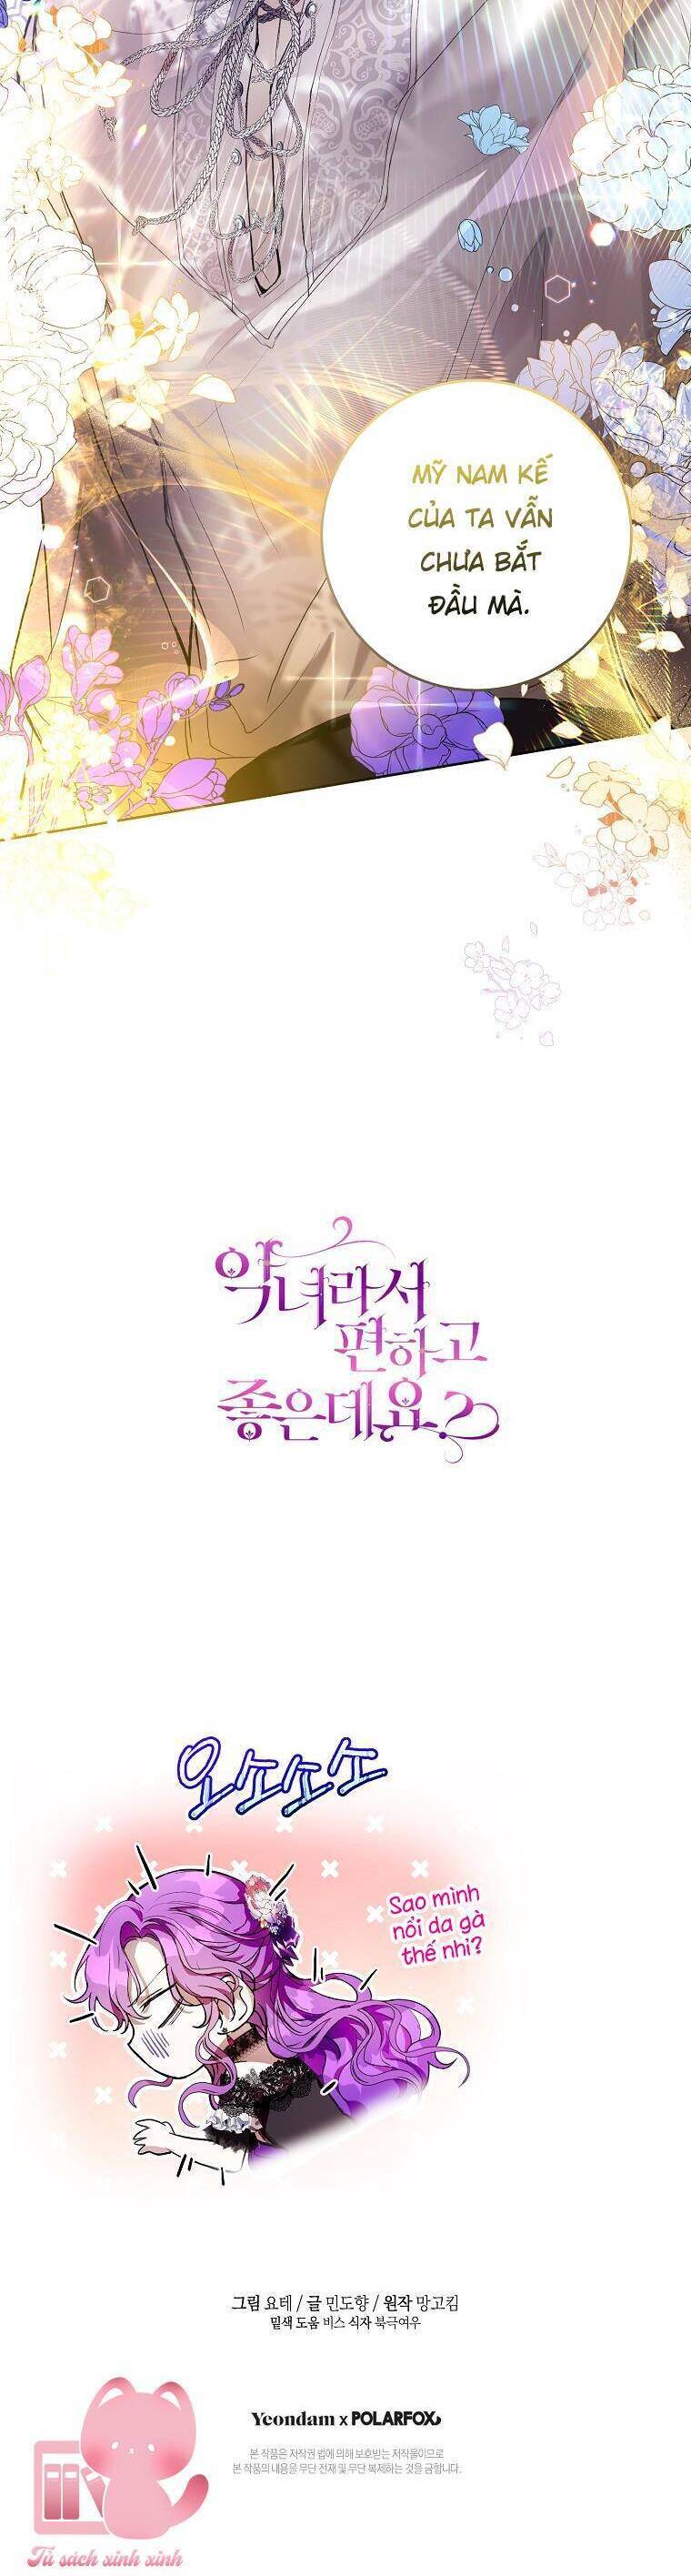 MỸ NAM KẾ
CỦA TA VẪN
CHƯA BẮT
ĐẦU MÀ.
악녀라서
편하고
좋은데요?
오소소소
Sao mình
nổi da gà
thế nhỉ?
그림 요테 / 글 민도향 / 원작 망고킴
밑색 도움 비스 식자 북극여우
Yeondam x POLARFOX
본 작품은 저작권 법에 의해 보호받는 저작물이므로
본 작품의 내용을 무단 전재 및 무단 복제하는 것을 금합니다.
Tủ sách xinh xinh